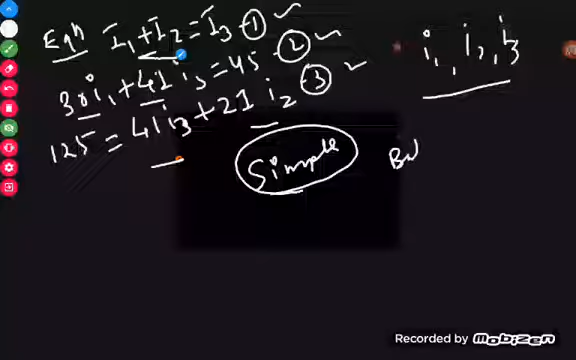 Eqn I₁+I₂=I₃ -①
30i₁+41i₃=45 -②
125=41i₃+21i₂ -③
i₁, i₂, i₃
Simple
Recorded by mobizen